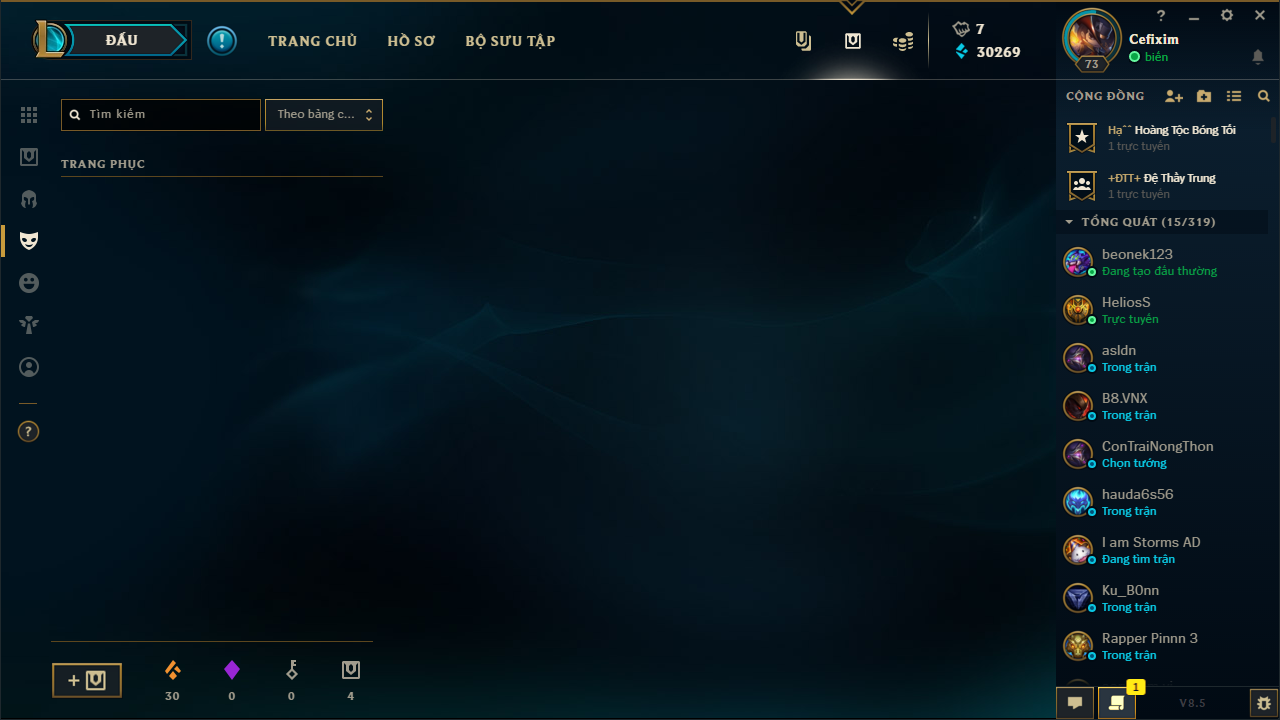 ĐẤU
!
TRANG CHỦ
HỒ SƠ
BỘ SƯU TẬP
7
30269
?
73
Cefixim
biến
Tìm kiếm
Theo bảng c...
TRANG PHỤC
?
+
30
0
0
4
CỘNG ĐỒNG
Hạˆˆ Hoàng Tộc Bóng Tối
1 trực tuyến
+ĐTT+ Đệ Thầy Trung
1 trực tuyến
TỔNG QUÁT (15/319)
beonek123
Đang tạo đấu thường
HeliosS
Trực tuyến
asldn
Trong trận
B8.VNX
Trong trận
ConTraiNongThon
Chọn tướng
hauda6s56
Trong trận
I am Storms AD
Đang tìm trận
Ku_B0nn
Trong trận
Rapper Pinnn 3
Trong trận
1
V8.5